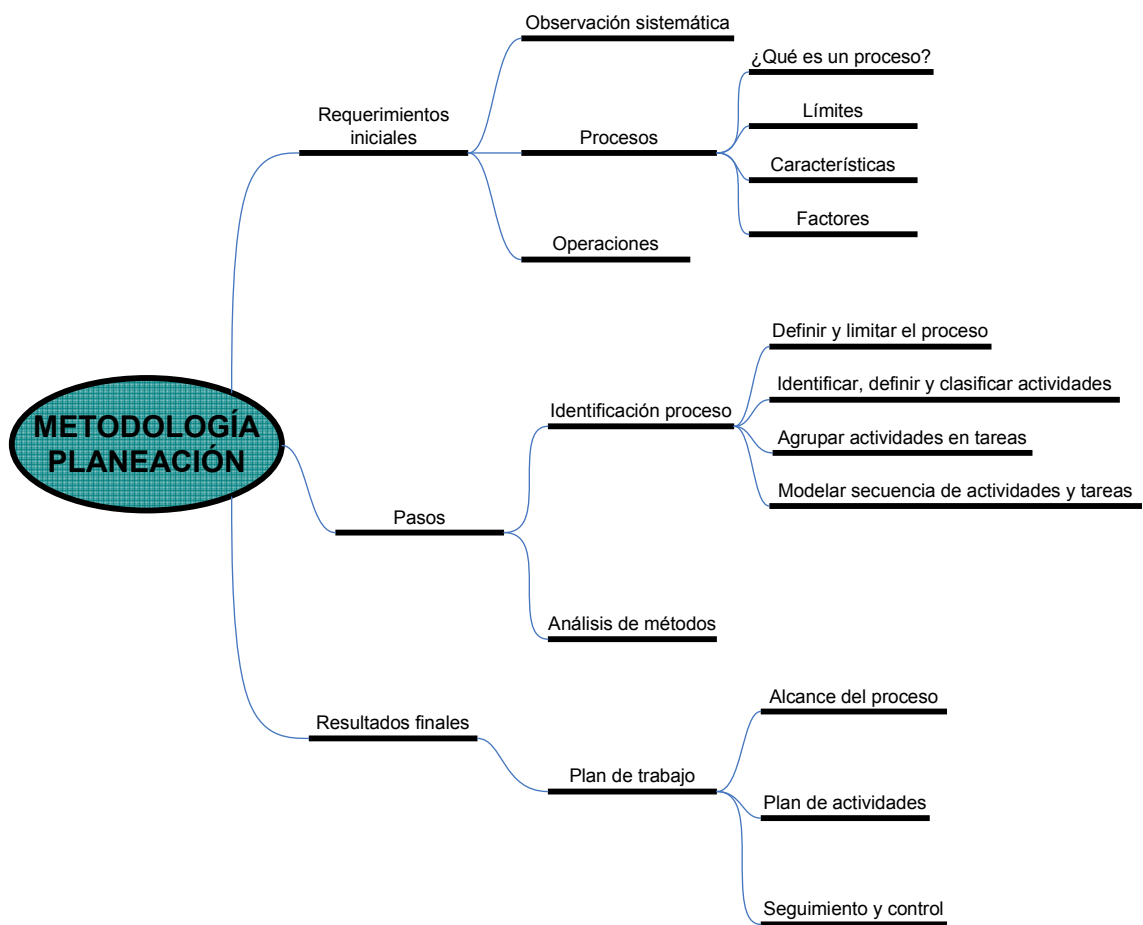 Observación sistemática
¿Qué es un proceso?
Requerimientos
iniciales
Límites
Procesos
Característísticas
Factores
Operaciones
Definir y limitar el proceso
Identificar, definir y clasificar actividades
Identificación proceso
METODOLOGÍA
PLANEACIÓN
Agrupar actividades en tareas
Modelar secuencia de actividades y tareas
Pasos
Análisis de métodos
Alcance del proceso
Resultados finales
Plan de trabajo
Plan de actividades
Seguimiento y control